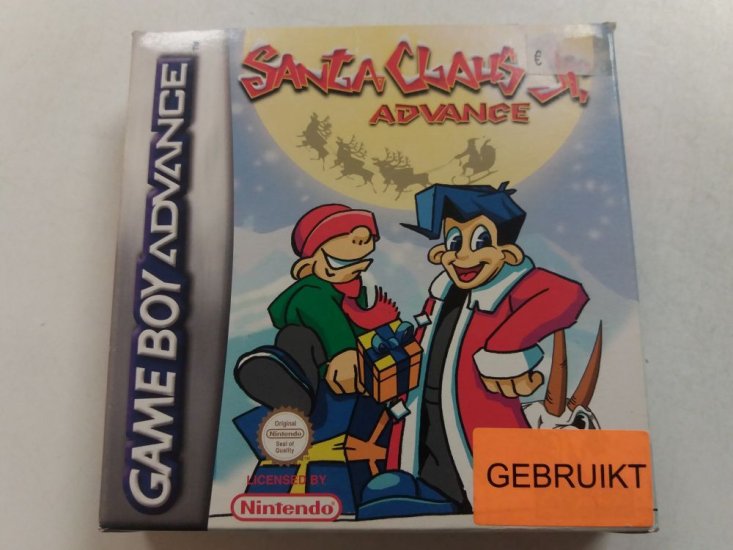 GAME BOY ADVANCE
SANTA CLAUS JR.
ADVANCE
Original
Nintendo
Seal of
Quality
LICENSED BY
Nintendo
GEBRUIKT